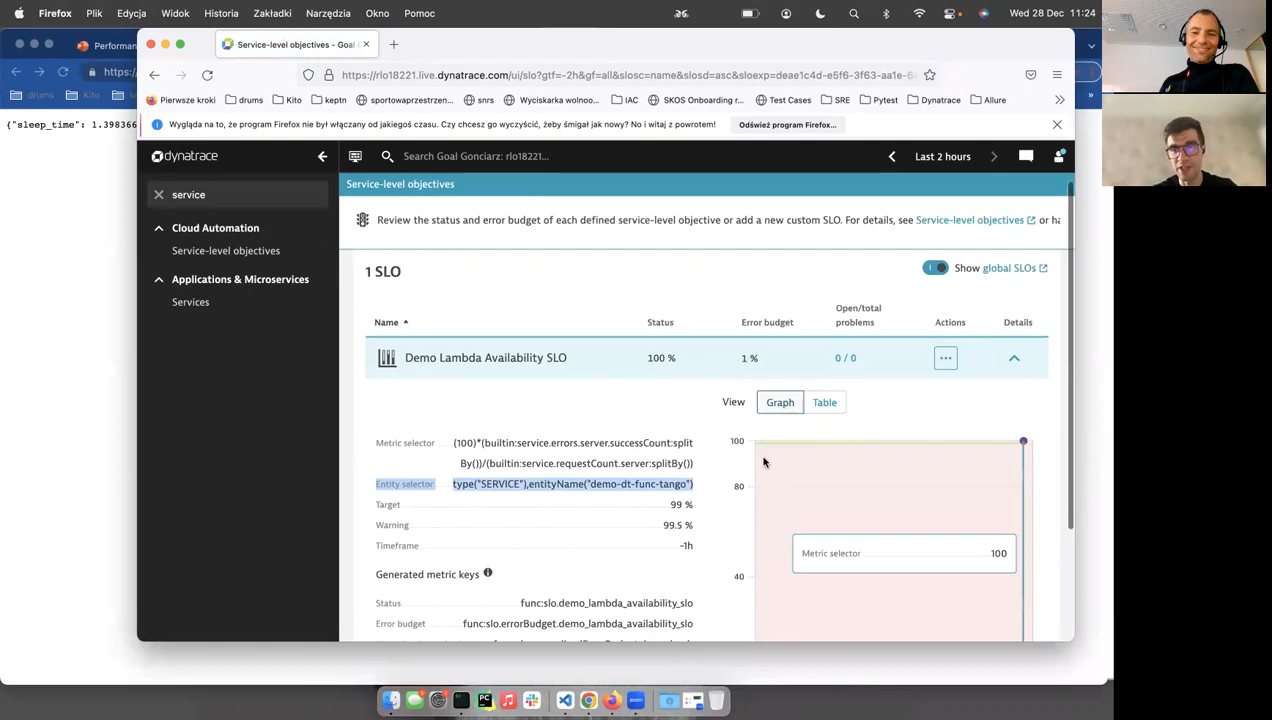 Firefox Plik Edycja Widok Historia Zakładki Narzędzia Okno Pomoc Wed 28 Dec 11:24
Performan
Service-level objectives - Goal
https:/
https://rlo18221.live.dynatrace.com/ui/slo?gtf=-2h&gf=all&slosc=name&slosd=asc&sloexp=deae1c4d-e5f6-3f63-aa1e-6
drums Kito
Pierwsze kroki drums Kito keptn sportowaprzestrzen... snrs Wyciskarka wolnoo... IAC SKOS Onboarding r... Test Cases SRE Pytest Dynatrace Allure
{"sleep_time": 1.398366
Wygląda na to, że program Firefox nie był włączany od jakiegoś czasu. Czy chcesz go wyczyścić, żeby śmigał jak nowy? No i witaj z powrotem! Odśwież program Firefox...
dynatrace
Search Goal Gonciarz: rlo18221...
Last 2 hours
service
Cloud Automation
Service-level objectives
Applications & Microservices
Services
Service-level objectives
Review the status and error budget of each defined service-level objective or add a new custom SLO. For details, see Service-level objectives or ha
1 SLO
Show global SLOs
Name Status Error budget Open/total problems Actions Details
Demo Lambda Availability SLO 100 % 1 % 0 / 0 ...
View Graph Table
Metric selector (100)*(builtin:service.errors.server.successCount:split
By())/(builtin:service.requestCount.server:splitBy())
Entity selector type("SERVICE"),entityName("demo-dt-func-tango")
Target 99 %
Warning 99.5 %
Timeframe -1h
Generated metric keys
Status func:slo.demo_lambda_availability_slo
Error budget func:slo.errorBudget.demo_lambda_availability_slo
100
80
Metric selector 100
40
zoom